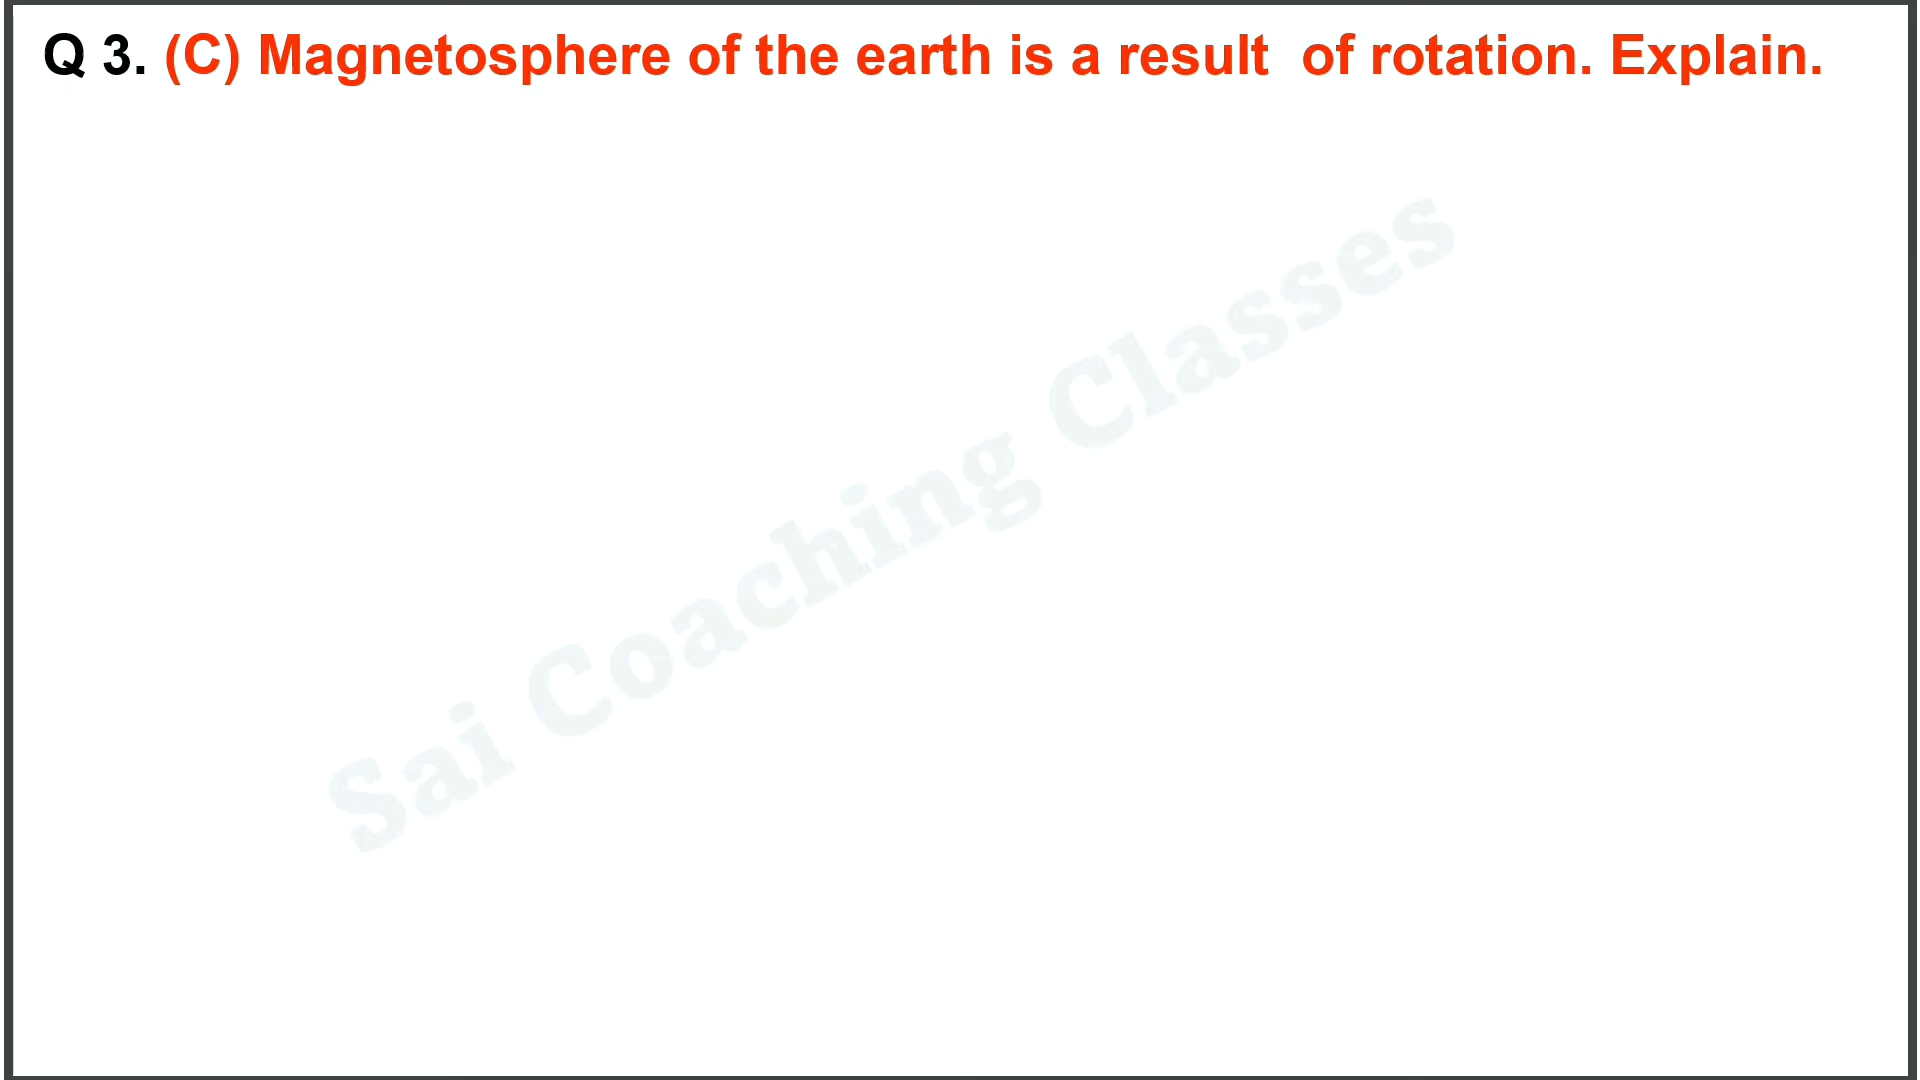 Q 3. (C) Magnetosphere of the earth is a result  of rotation. Explain.
Sai Coaching Classes